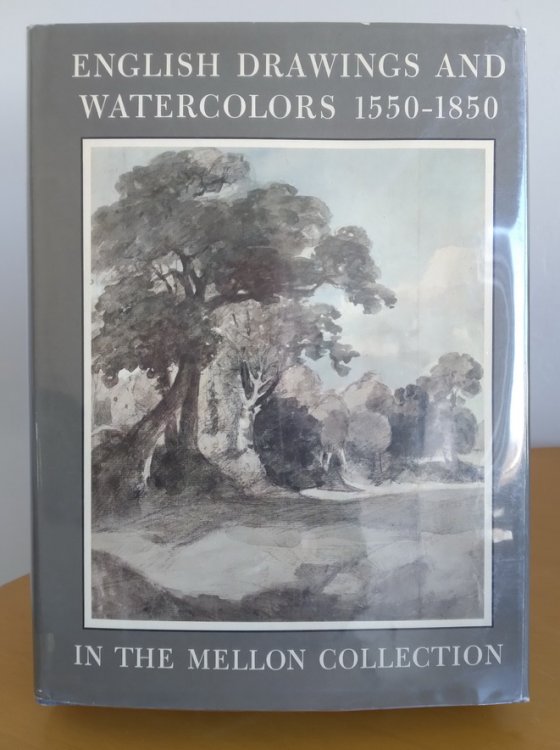 ENGLISH DRAWINGS AND
WATERCOLORS 1550-1850
IN THE MELLON COLLECTION